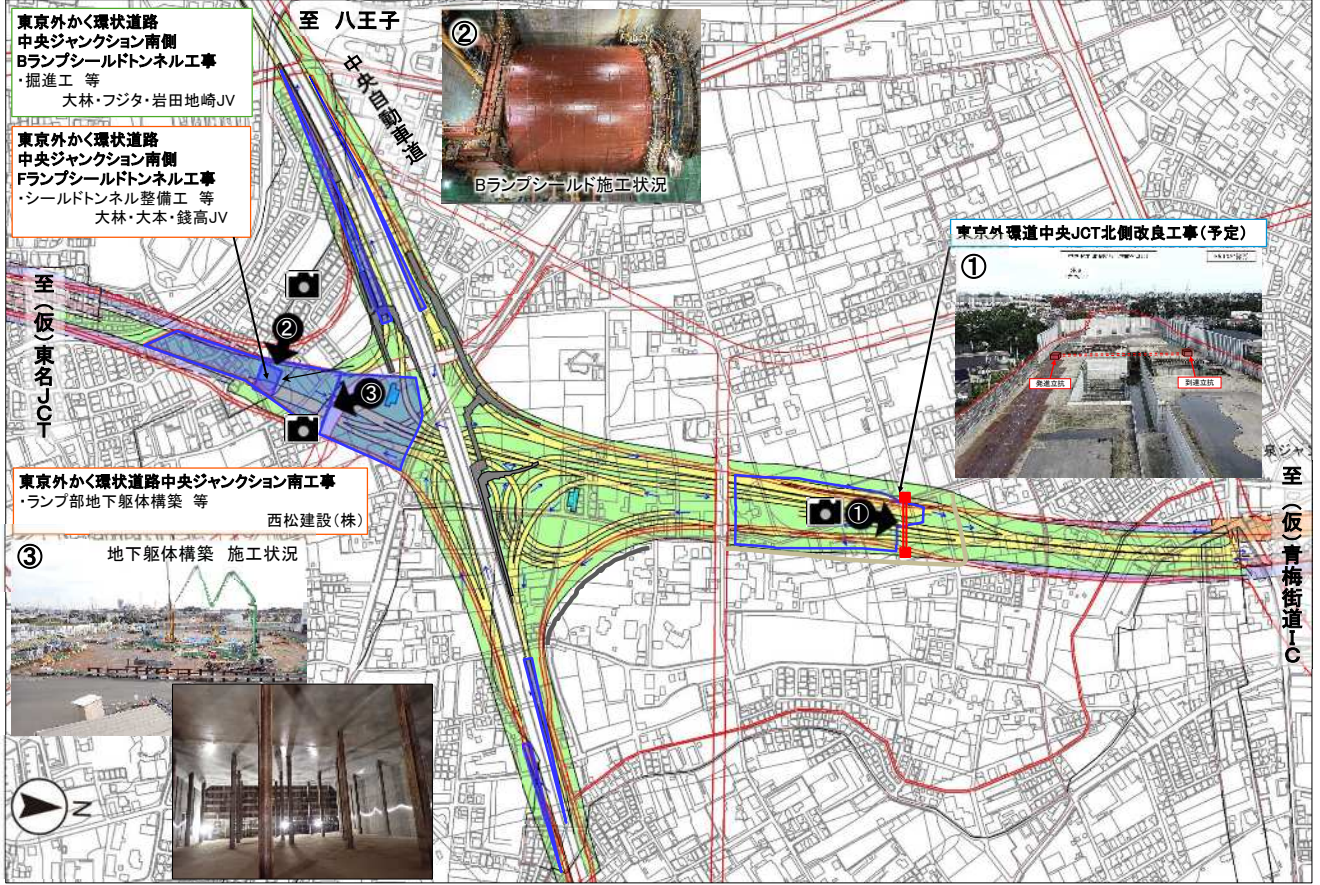 東京外かく環状道路
中央ジャンクション南側
Bランプシールドトンネル工事
・掘進工 等
大林・フジタ・岩田地崎JV
東京外かく環状道路
中央ジャンクション南側
Fランプシールドトンネル工事
・シールドトンネル整備工 等
大林・大本・錢高JV
至 八王子
中央自動車道
②
Bランプシールド施工状況
東京外環道中央JCT北側改良工事(予定)
①
発進立坑
到達立坑
至(仮)東名JCT
②
③
①
泉ジャン
至(仮)青梅街道IC
東京外かく環状道路中央ジャンクション南工事
・ランプ部地下躯体構築 等
西松建設(株)
③
地下躯体構築 施工状況
N